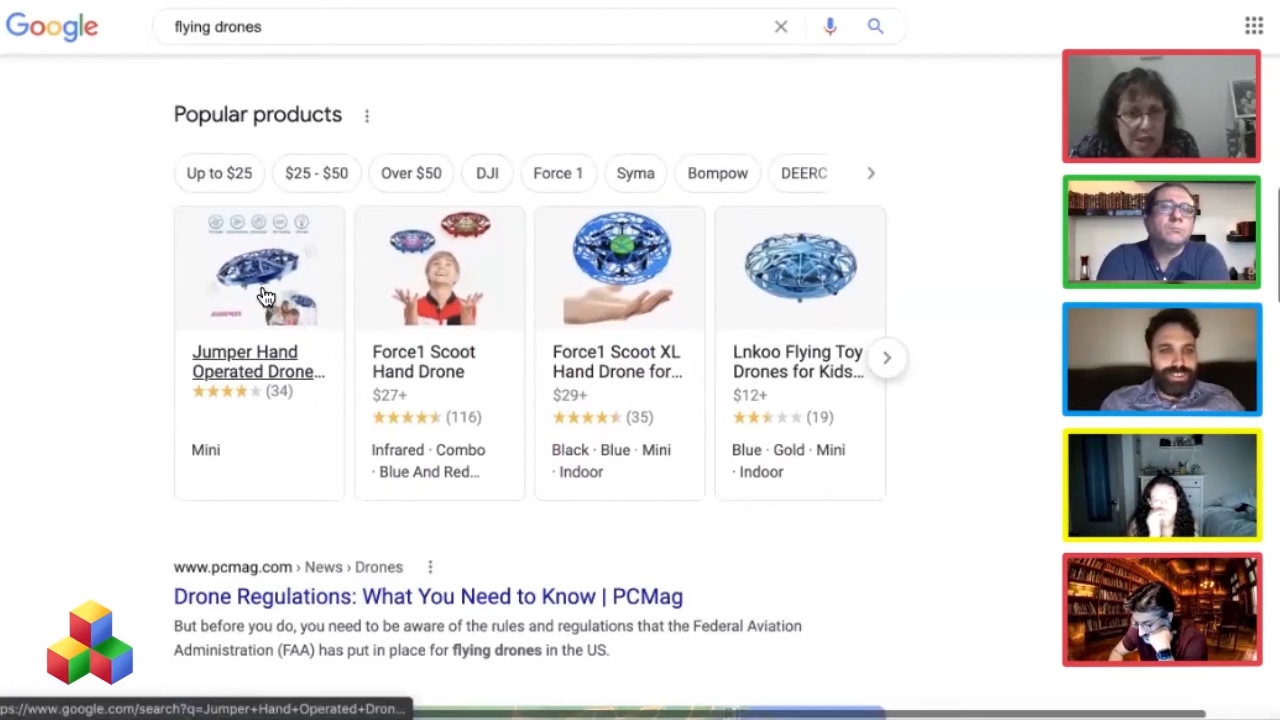 Google
flying drones
Popular products
Up to $25
$25 - $50
Over $50
DJI
Force 1
Syma
Bompow
DEERC
JUMPER
Jumper Hand
Operated Drone...
(34)
Mini
Force1 Scoot
Hand Drone
$27+
(116)
Infrared · Combo
· Blue And Red...
Force1 Scoot XL
Hand Drone for...
$29+
(35)
Black · Blue · Mini
· Indoor
Lnkoo Flying Toy
Drones for Kids...
$12+
(19)
Blue · Gold · Mini
· Indoor
www.pcmag.com › News › Drones
Drone Regulations: What You Need to Know | PCMag
But before you do, you need to be aware of the rules and regulations that the Federal Aviation
Administration (FAA) has put in place for flying drones in the US.
ps://www.google.com/search?q=Jumper+Hand+Operated+Dron...